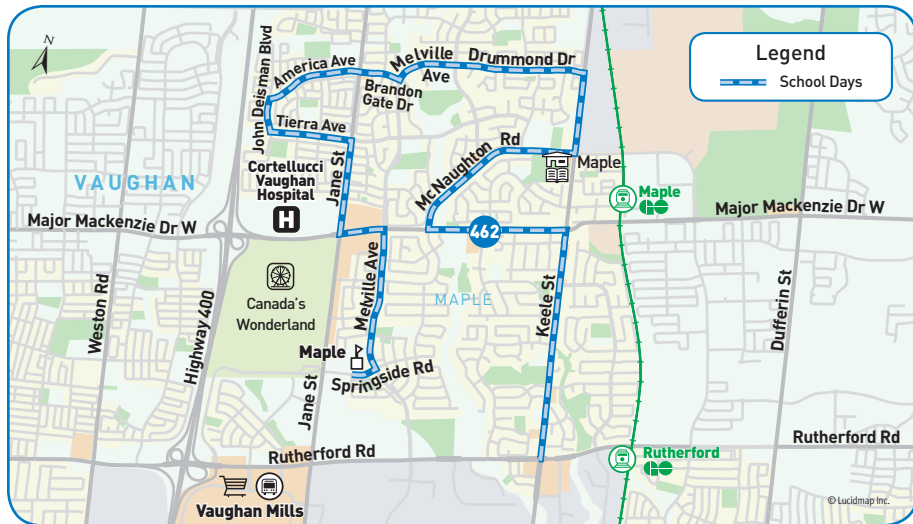 N
Legend
School Days
John Deisman Blvd
America Ave
Melville
Ave
Drummond Dr
Brandon
Gate Dr
Tierra Ave
McNaughton Rd
Maple
Jane St
Cortellucci
Vaughan
Hospital
H
VAUGHAN
Maple
Major Mackenzie Dr W
Major Mackenzie Dr W
462
Weston Rd
Highway 400
Canada's
Wonderland
Melville Ave
MAPLE
Keele St
Dufferin St
Maple
Springside Rd
Jane St
Rutherford Rd
Rutherford Rd
Rutherford
Vaughan Mills
© Lucidmap Inc.